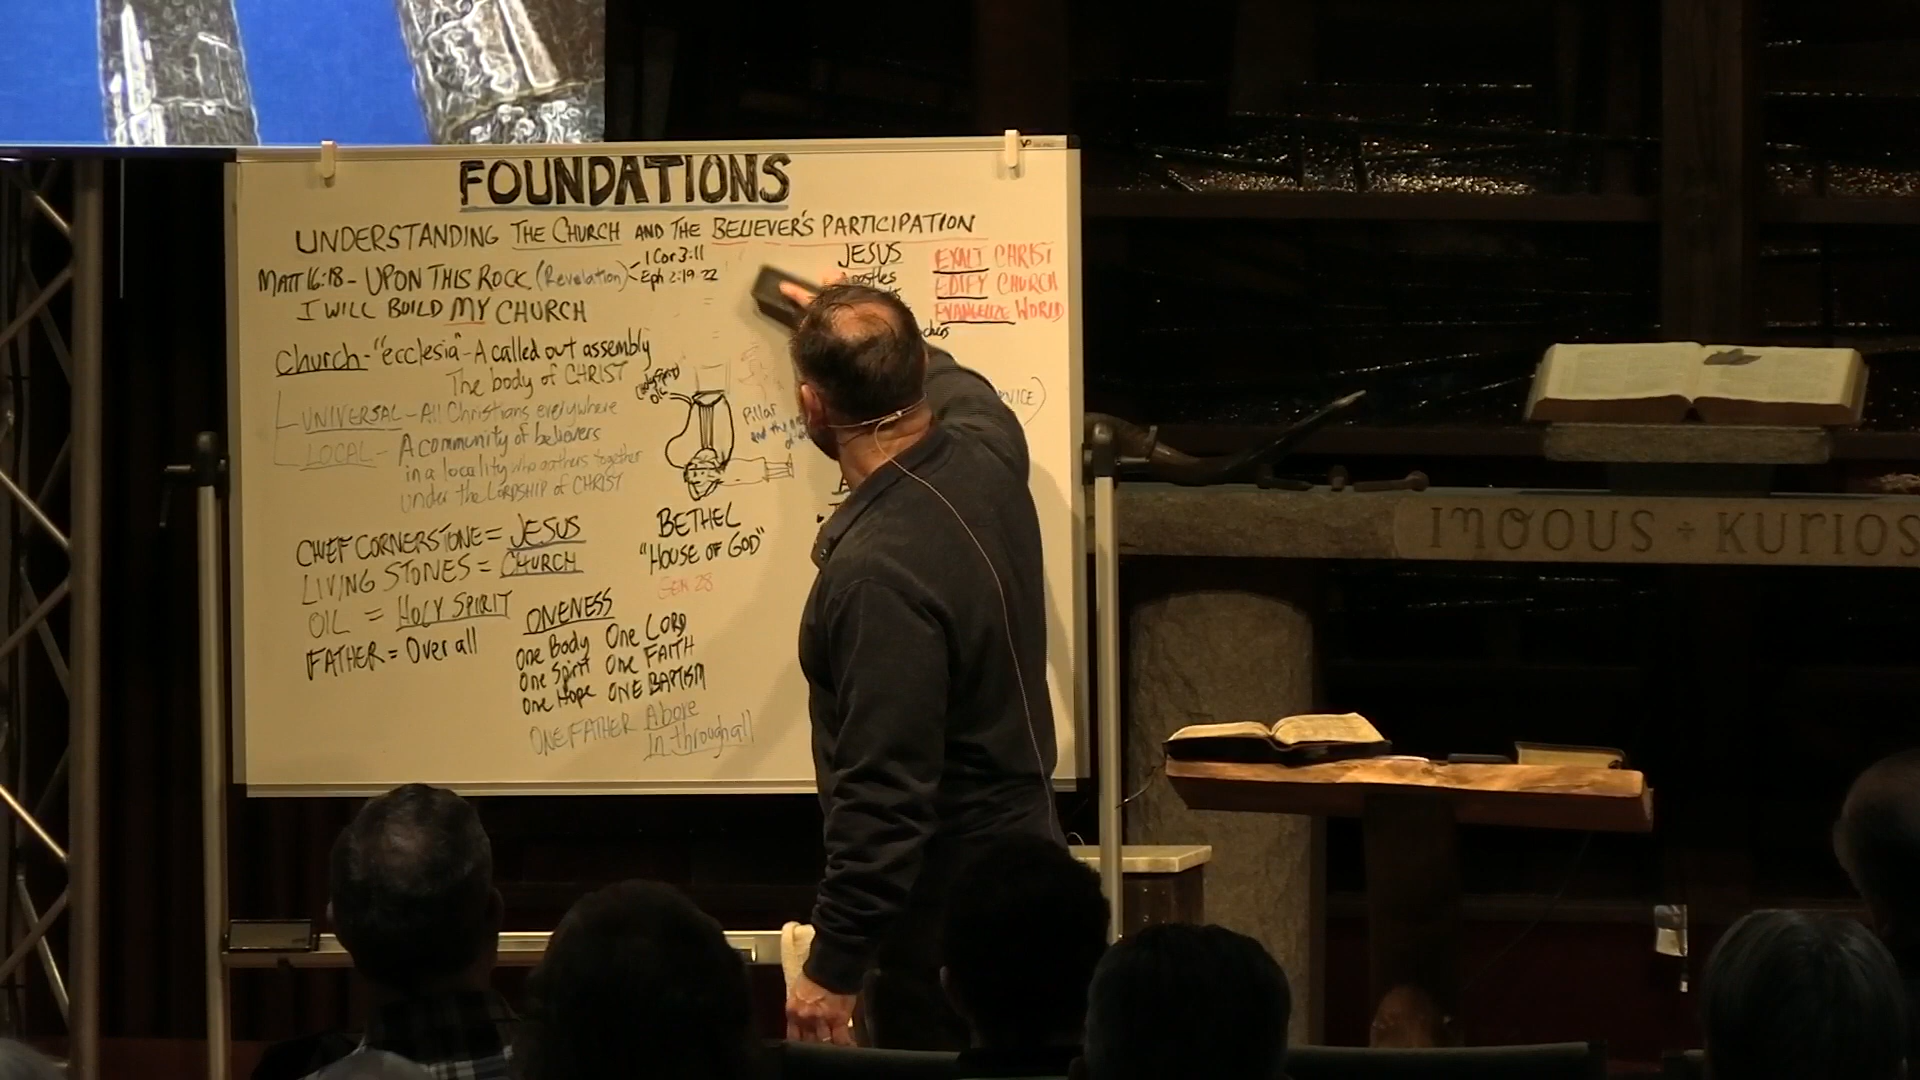 FOUNDATIONS
UNDERSTANDING THE CHURCH AND THE BELIEVER'S PARTICIPATION
MATT 16:18 - UPON THIS ROCK (Revelation)
1 Cor 3:11
Eph 2:19-22
I WILL BUILD MY CHURCH
Church - "ecclesia" - A called out assembly
The body of CHRIST
UNIVERSAL - All Christians everywhere
LOCAL - A community of believers
in a locality who gathers together
under the LORDSHIP of CHRIST
CHIEF CORNERSTONE = JESUS
LIVING STONES = CHURCH
OIL = HOLY SPIRIT
FATHER = Over all
Pillar
and the
BETHEL
"HOUSE OF GOD"
GEN 28
ONENESS
One Body One LORD
One Spirit One FAITH
One Hope ONE BAPTISM
ONE FATHER Above
In through all
JESUS
EXALT CHRIST
EDIFY CHURCH
EVANGELIZE WORLD
IHOOUS + KURIOS